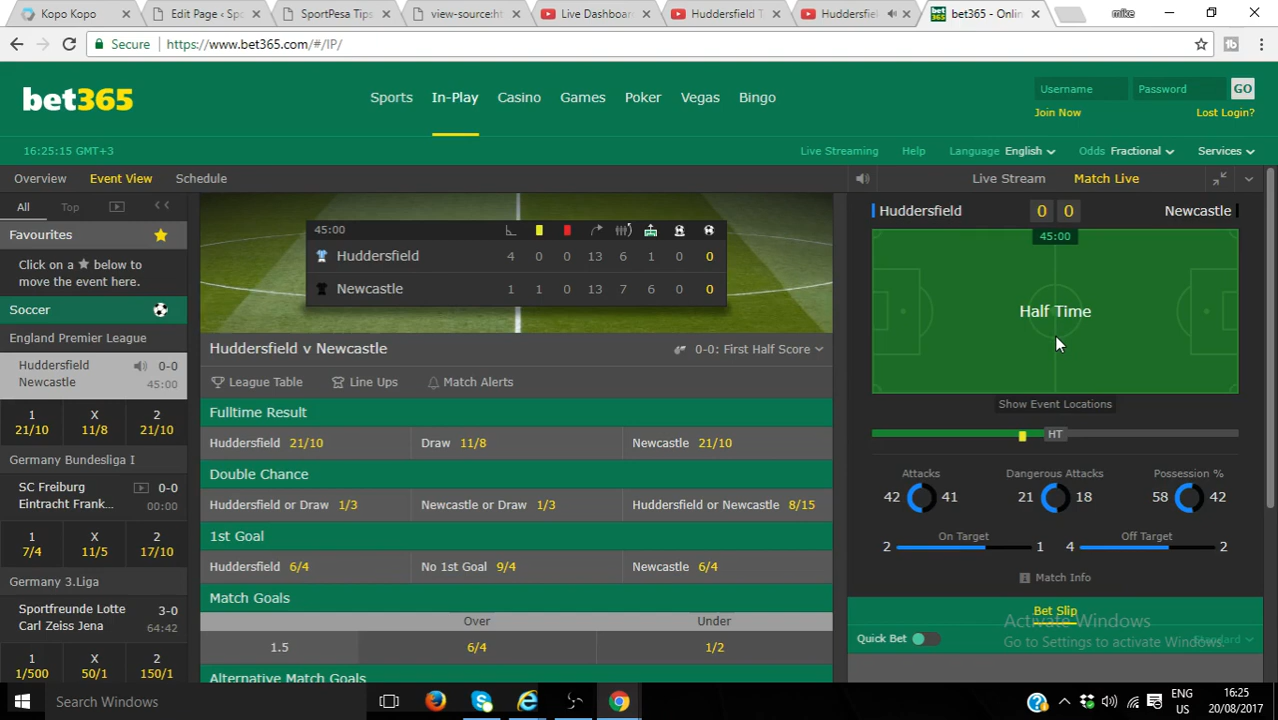 Kopo Kopo
Edit Page ‹ Spo
SportPesa Tips
view-source:ht
Live Dashboar
Huddersfield T
Huddersfiel
bet365 - Onlin
mike
Secure https://www.bet365.com/#/IP/
bet365
Sports In-Play Casino Games Poker Vegas Bingo
Username Password GO
Join Now Lost Login?
16:25:15 GMT+3
Live Streaming Help Language English Odds Fractional Services
Overview Event View Schedule
Live Stream Match Live
All Top
Favourites
Click on a ★ below to
move the event here.
Soccer
England Premier League
Huddersfield 0-0
Newcastle 45:00
1 X 2
21/10 11/8 21/10
Germany Bundesliga I
SC Freiburg 0-0
Eintracht Frank... 00:00
1 X 2
7/4 11/5 17/10
Germany 3.Liga
Sportfreunde Lotte 3-0
Carl Zeiss Jena 64:42
1 X 2
1/500 50/1 150/1
45:00
Huddersfield 4 0 0 13 6 1 0 0
Newcastle 1 1 0 13 7 6 0 0
Huddersfield v Newcastle
0-0: First Half Score
League Table Line Ups Match Alerts
Fulltime Result
Huddersfield 21/10 Draw 11/8 Newcastle 21/10
Double Chance
Huddersfield or Draw 1/3 Newcastle or Draw 1/3 Huddersfield or Newcastle 8/15
1st Goal
Huddersfield 6/4 No 1st Goal 9/4 Newcastle 6/4
Match Goals
Over Under
1.5 6/4 1/2
Alternative Match Goals
Huddersfield 0 0 Newcastle
45:00
Half Time
Show Event Locations
HT
Attacks Dangerous Attacks Possession %
42 41 21 18 58 42
On Target Off Target
2 1 4 2
Match Info
Bet Slip
Quick Bet Standard
Activate Windows
Go to Settings to activate Windows.
Search Windows
ENG
US
16:25
20/08/2017